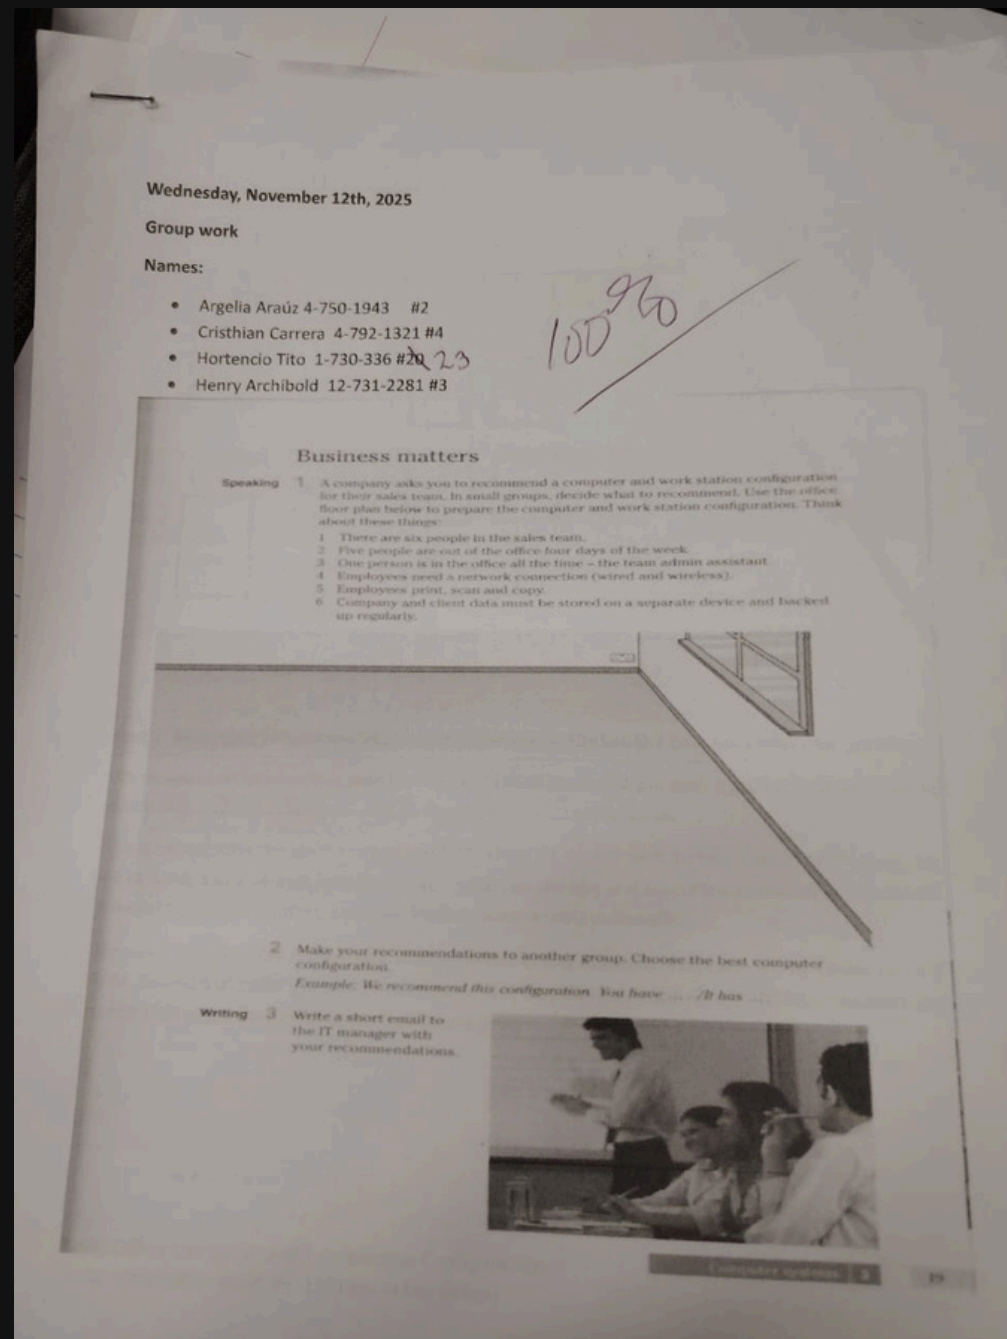 Wednesday, November 12th, 2025
Group work
Names:
• Argelia Araúz 4-750-1943 #2
• Cristhian Carrera 4-792-1321 #4
• Hortencio Tito 1-730-336 #20 23
• Henry Archibold 12-731-2281 #3
100%
Business matters
Speaking 1 A company asks you to recommend a computer and work station configuration
for their sales team. In small groups, decide what to recommend. Use the office
floor plan below to prepare the computer and work station configuration. Think
about these things:
1 There are six people in the sales team.
2 Five people are out of the office four days of the week.
3 One person is in the office all the time – the team admin assistant.
4 Employees need a network connection (wired and wireless).
5 Employees print, scan and copy.
6 Company and client data must be stored on a separate device and backed
up regularly.
2 Make your recommendations to another group. Choose the best computer
configuration.
Example: We recommend this configuration. You have ... /It has ...
Writing 3 Write a short email to
the IT manager with
your recommendations.
Computer systems 3 19